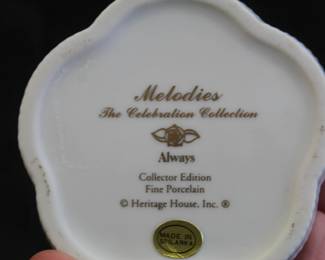 Melodies
The Celebration Collection
Always
Collector Edition
Fine Porcelain
© Heritage House, Inc. ®
MADE IN
SRI LANKA